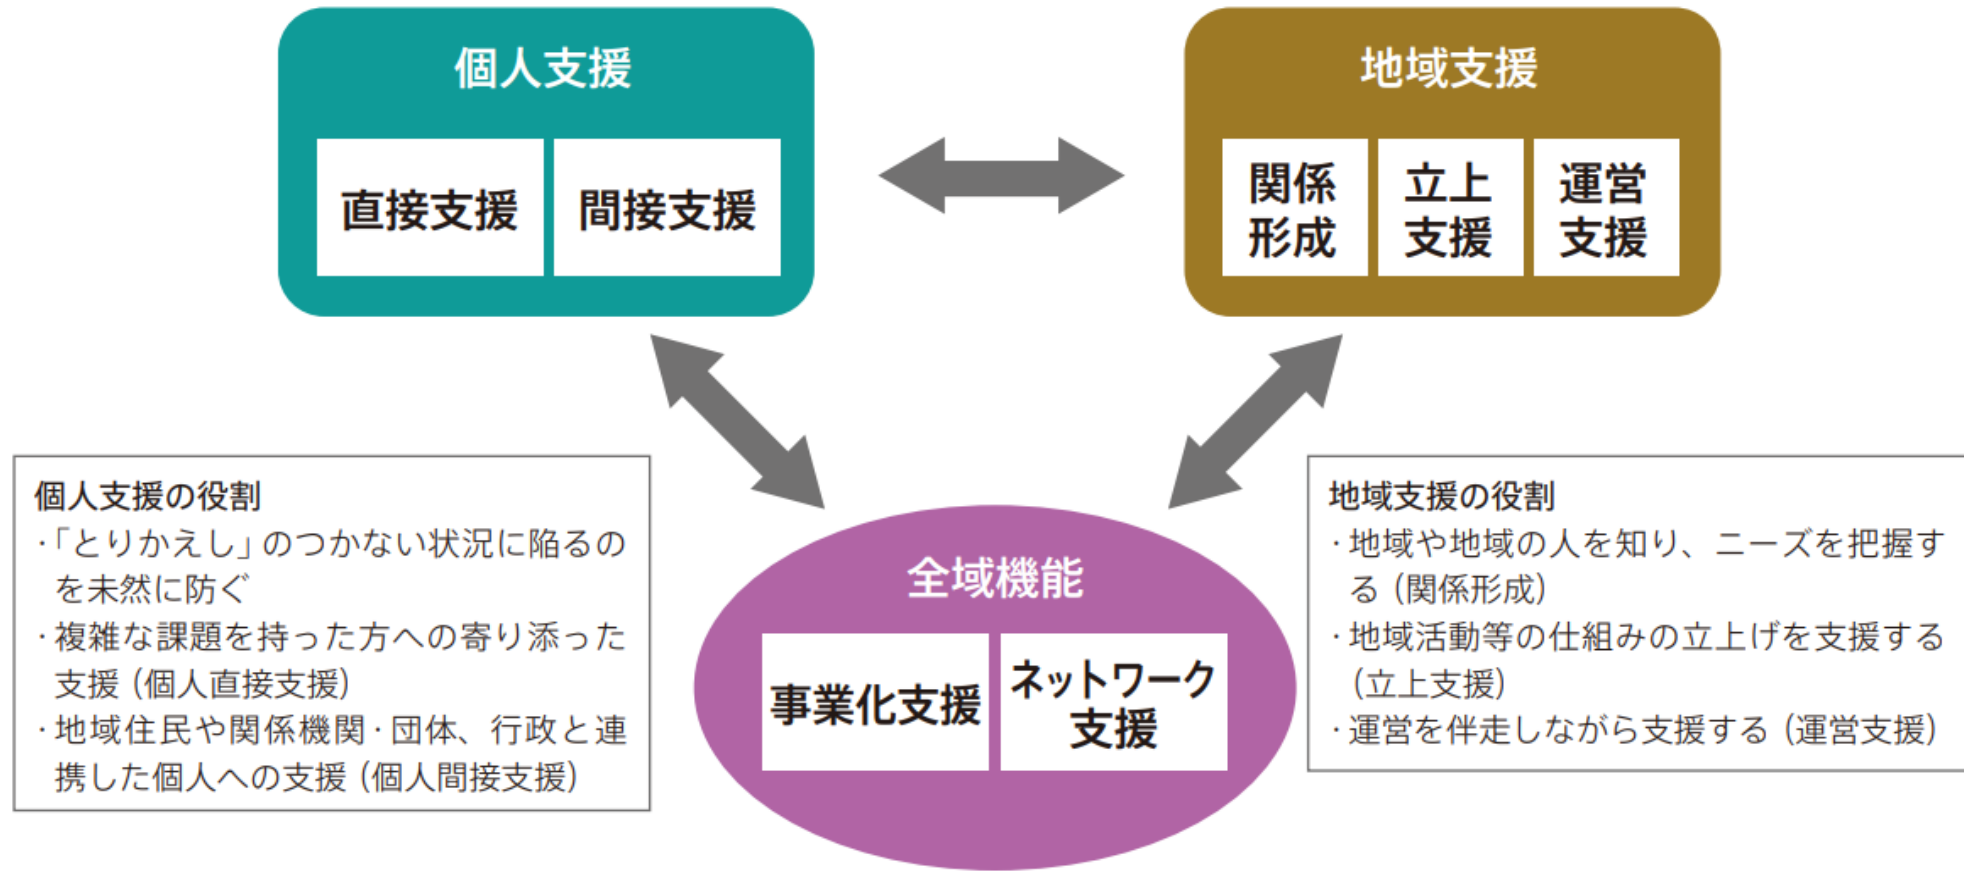 個人支援
直接支援
間接支援
地域支援
関係
形成
立上
支援
運営
支援
個人支援の役割
・「とりかえし」のつかない状況に陥るの
を未然に防ぐ
・複雑な課題を持った方への寄り添った
支援（個人直接支援）
・地域住民や関係機関・団体、行政と連
携した個人への支援（個人間接支援）
全域機能
事業化支援
ネットワーク
支援
地域支援の役割
・地域や地域の人を知り、ニーズを把握す
る（関係形成）
・地域活動等の仕組みの立上げを支援する
（立上支援）
・運営を伴走しながら支援する（運営支援）